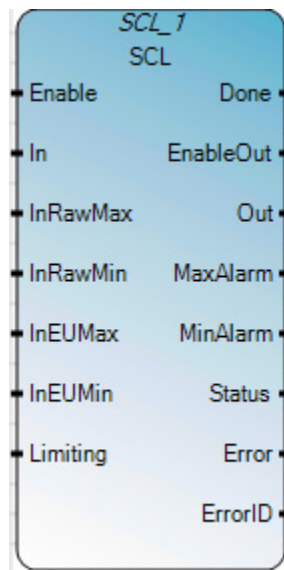 SCL_1
SCL
Enable Done
In EnableOut
InRawMax Out
InRawMin MaxAlarm
InEUMax MinAlarm
InEUMin Status
Limiting Error
ErrorID